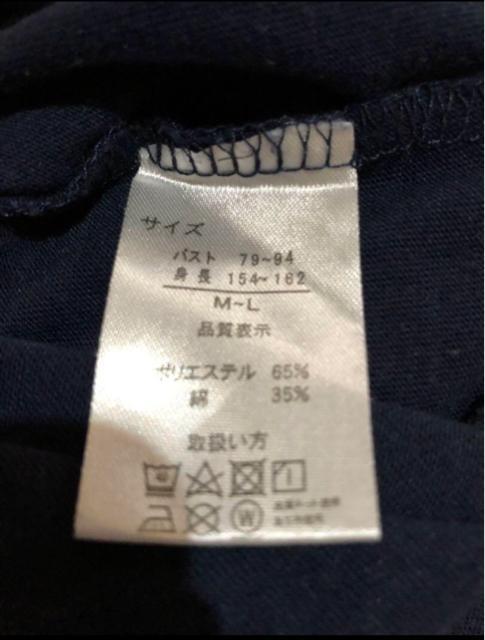 サイズ
バスト 79~94
身長 154~162
M~L
品質表示
ポリエステル 65%
綿 35%
取扱い方
40
W